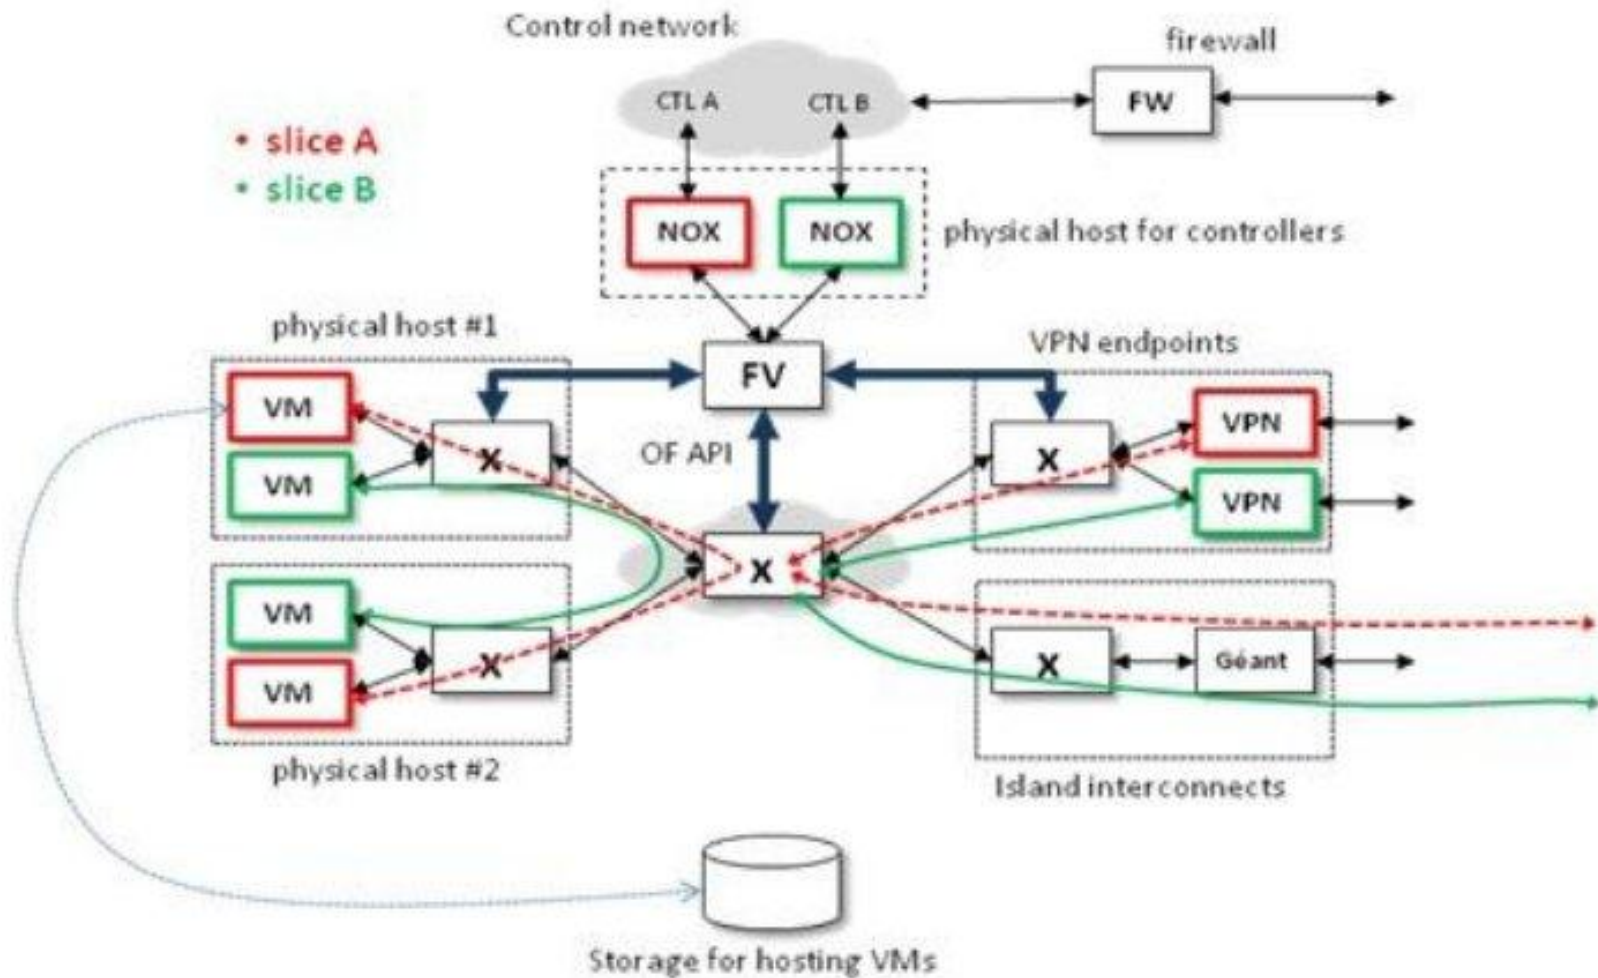 Control network
firewall
CTL A
CTL B
FW
• slice A
• slice B
NOX
NOX
physical host for controllers
physical host #1
VPN endpoints
FV
VM
X
VM
OF API
X
VPN
VPN
X
VM
X
VM
X
Géant
physical host #2
Island interconnects
Storage for hosting VMs